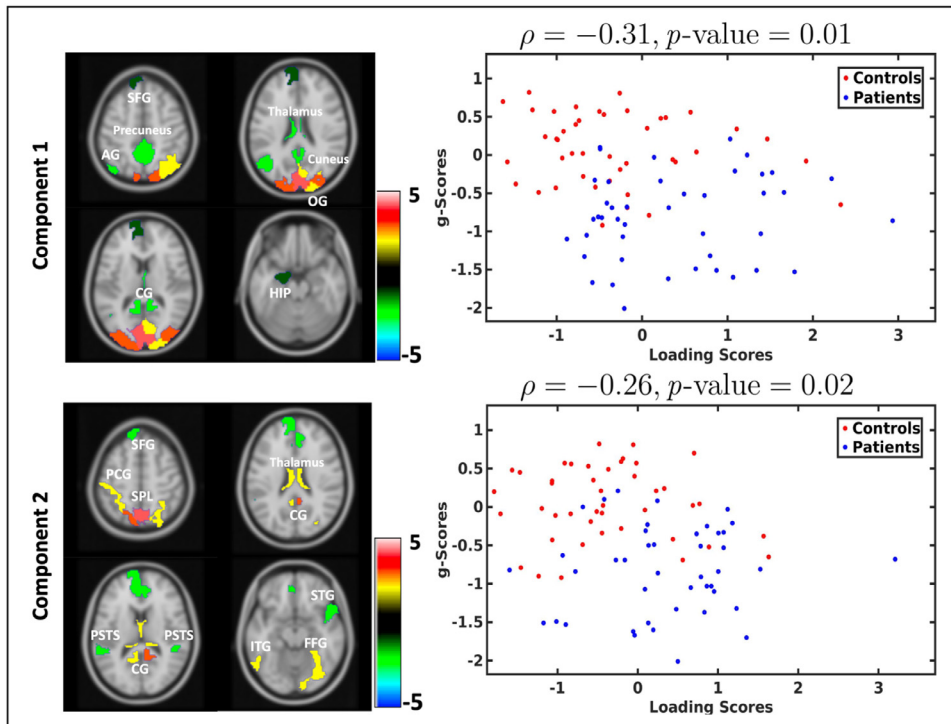 Component 1
SFG
Precuneus
AG
Thalamus
Cuneus
OG
CG
HIP
5
-5
ρ = −0.31, p-value = 0.01
Controls
Patients
g-Scores
1
0.5
0
-0.5
-1
-1.5
-2
-1
0
1
2
3
Loading Scores
Component 2
SFG
PCG
SPL
Thalamus
CG
PSTS
PSTS
CG
STG
ITG
FFG
5
-5
ρ = −0.26, p-value = 0.02
Controls
Patients
g-Scores
1
0.5
0
-0.5
-1
-1.5
-2
-1
0
1
2
3
Loading Scores